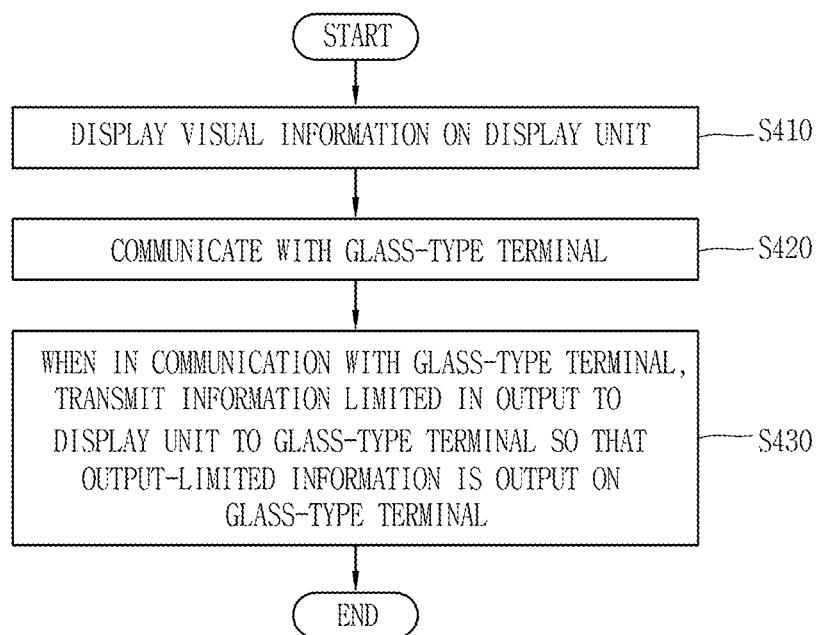 START
DISPLAY VISUAL INFORMATION ON DISPLAY UNIT
S410
COMMUNICATE WITH GLASS-TYPE TERMINAL
S420
WHEN IN COMMUNICATION WITH GLASS-TYPE TERMINAL,
TRANSMIT INFORMATION LIMITED IN OUTPUT TO
DISPLAY UNIT TO GLASS-TYPE TERMINAL SO THAT
OUTPUT-LIMITED INFORMATION IS OUTPUT ON
GLASS-TYPE TERMINAL
S430
END